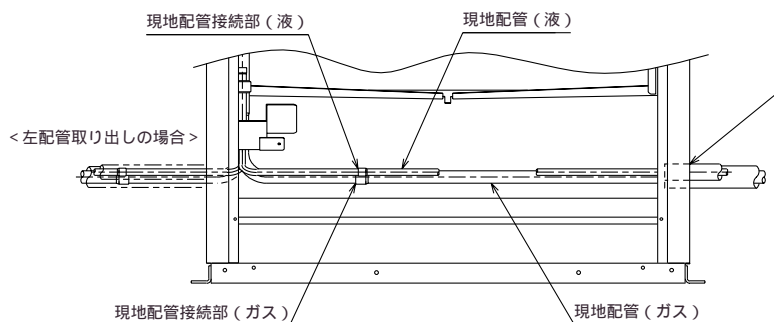 現地配管接続部（液）
現地配管（液）
＜左配管取り出しの場合＞
現地配管接続部（ガス）
現地配管（ガス）